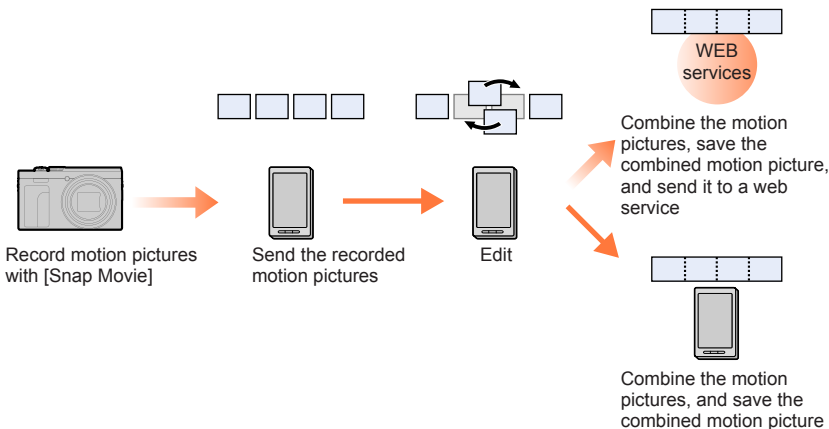 WEB
services
Combine the motion
pictures, save the
combined motion picture,
and send it to a web
service
Record motion pictures
with [Snap Movie]
Send the recorded
motion pictures
Edit
Combine the motion
pictures, and save the
combined motion picture